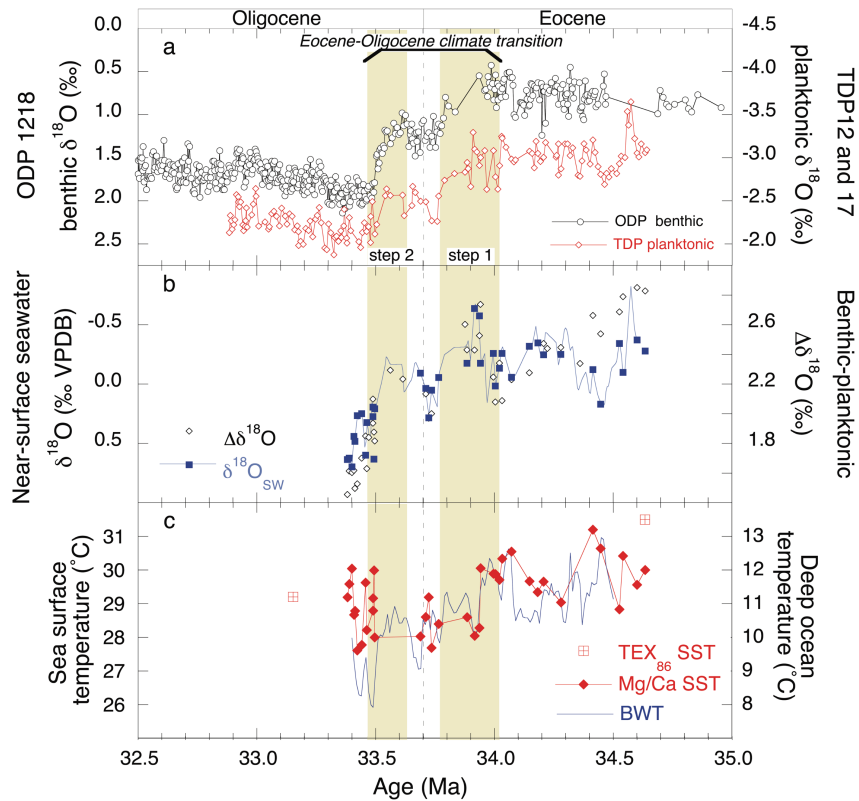 Oligocene Eocene
0.0 -4.5
a Eocene-Oligocene climate transition
0.5 -4.0
1.0 -3.5
1.5 -3.0
2.0 -2.5
2.5 -2.0
ODP 1218
benthic δ18O (‰)
planktonic δ18O (‰)
TDP12 and 17
ODP benthic
TDP planktonic
step 2 step 1
b
-0.5 2.6
0.0 2.2
0.5 1.8
Near-surface seawater
δ18O (‰ VPDB)
Δδ18O (‰)
Benthic-planktonic
Δδ18O
δ18OSW
c
31 13
30 12
29 11
28 10
27 9
26 8
Sea surface
temperature (˚C)
Deep ocean
temperature (˚C)
TEX86 SST
Mg/Ca SST
BWT
32.5 33.0 33.5 34.0 34.5 35.0
Age (Ma)